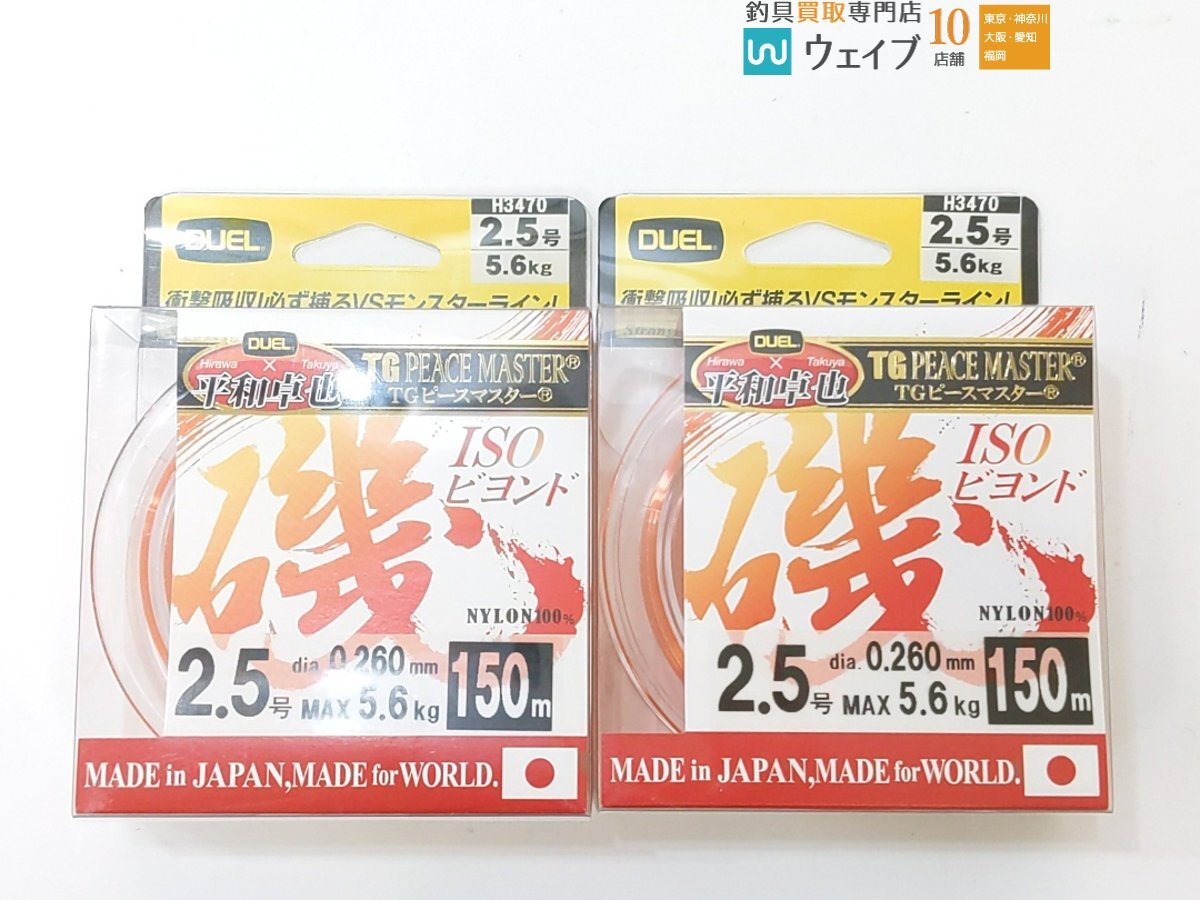 釣具買取専門店
ウェイブ
10
店舗
東京・神奈川
大阪・愛知
福岡
DUEL
H3470
2.5号
5.6kg
衝撃吸収!必ず捕るVSモンスターライン!
DUEL
Hirawa × Takuya
平和卓也
TG PEACE MASTER®
TGピースマスター®
磯
ISO
ビヨンド
NYLON100%
2.5号
dia. 0.260mm
MAX 5.6kg
150m
MADE in JAPAN,MADE for WORLD.
DUEL
H3470
2.5号
5.6kg
衝撃吸収!必ず捕るVSモンスターライン!
DUEL
Hirawa × Takuya
平和卓也
TG PEACE MASTER®
TGピースマスター®
磯
ISO
ビヨンド
NYLON100%
2.5号
dia. 0.260mm
MAX 5.6kg
150m
MADE in JAPAN,MADE for WORLD.